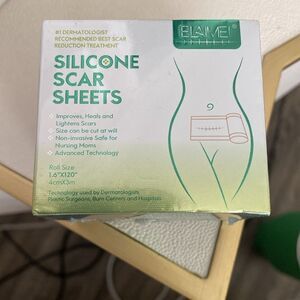 #1 DERMATOLOGIST
RECOMMENDED BEST SCAR
REDUCTION TREATMENT
ELAIMEI
SILICONE
SCAR
SHEETS
Improves, Heals and
Lightens Scars
Size can be cut at will
Non-invasive Safe for
Nursing Moms
Advanced Technology
Roll Size
1.6"X120"
4cmX3m
Technology used by Dermatologists
Plastic Surgeons, Burn Centers and Hospitals